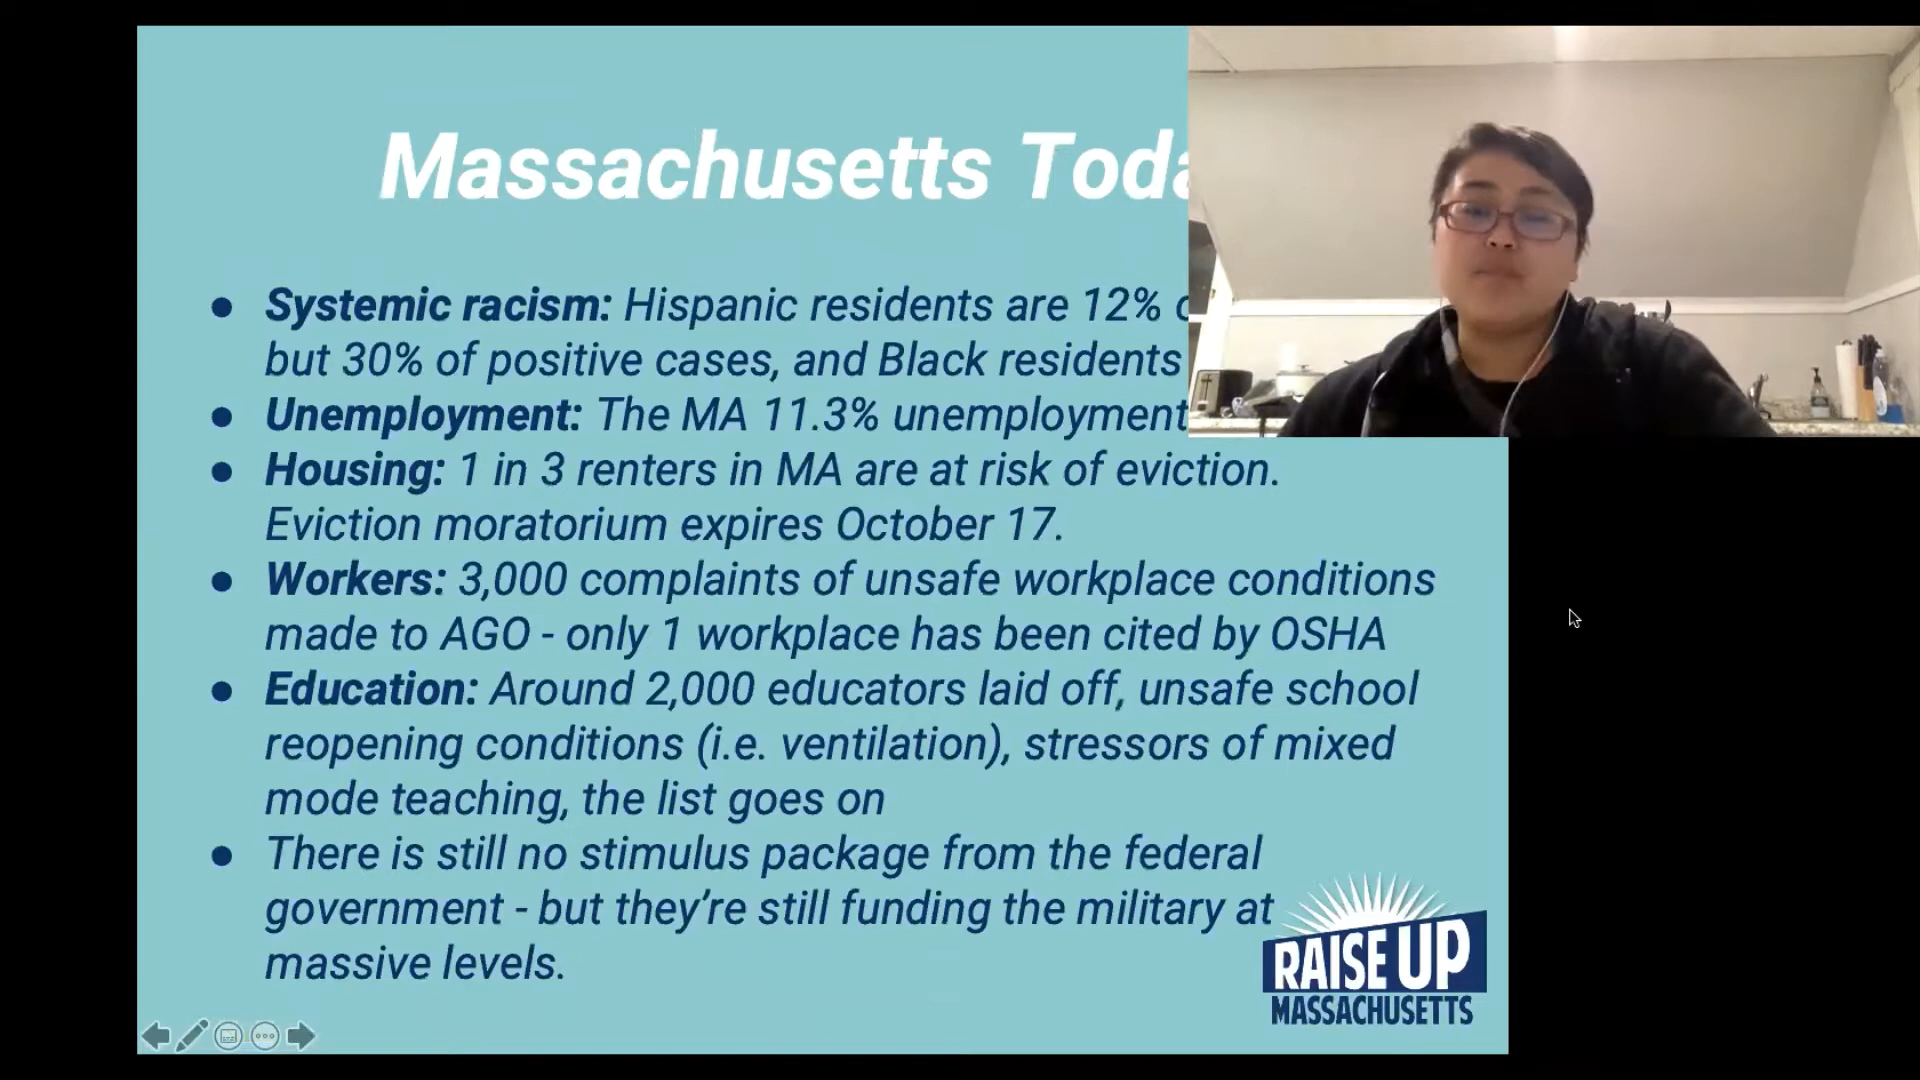 Massachusetts Toda
Systemic racism: Hispanic residents are 12%
but 30% of positive cases, and Black residents
Unemployment: The MA 11.3% unemployment
Housing: 1 in 3 renters in MA are at risk of eviction.
Eviction moratorium expires October 17.
Workers: 3,000 complaints of unsafe workplace conditions
made to AGO - only 1 workplace has been cited by OSHA
Education: Around 2,000 educators laid off, unsafe school
reopening conditions (i.e. ventilation), stressors of mixed
mode teaching, the list goes on
There is still no stimulus package from the federal
government - but they’re still funding the military at
massive levels.
RAISE UP
MASSACHUSETTS